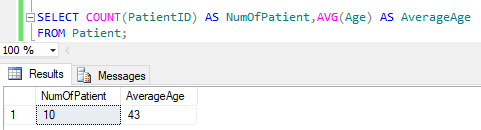 SELECT COUNT(PatientID) AS NumOfPatient,AVG(Age) AS AverageAge
FROM Patient;
100 %
Results Messages
NumOfPatient AverageAge
1 10 43